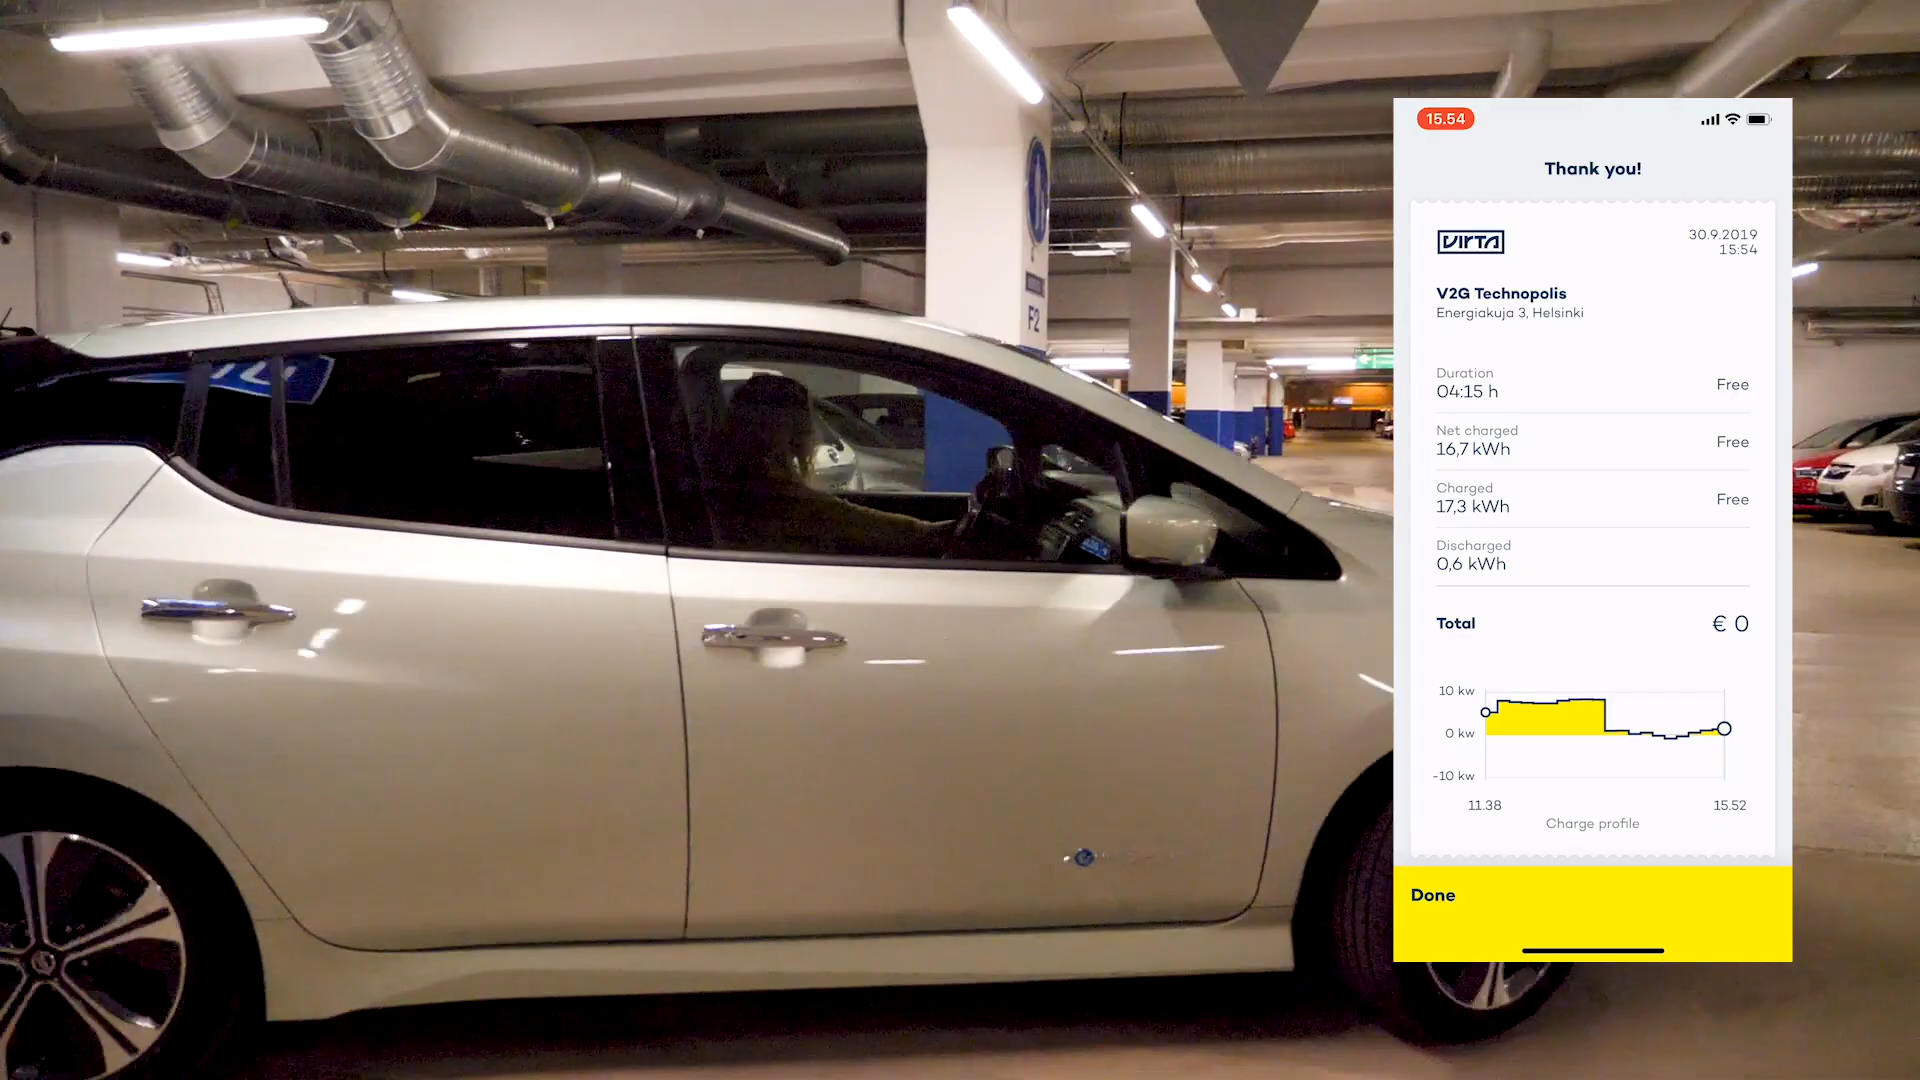 F2
15.54
Thank you!
VIRTA
30.9.2019
15:54
V2G Technopolis
Energiakuja 3, Helsinki
Duration
04:15 h
Free
Net charged
16,7 kWh
Free
Charged
17,3 kWh
Free
Discharged
0,6 kWh
Total
€ 0
10 kw
0 kw
-10 kw
11.38
15.52
Charge profile
Done